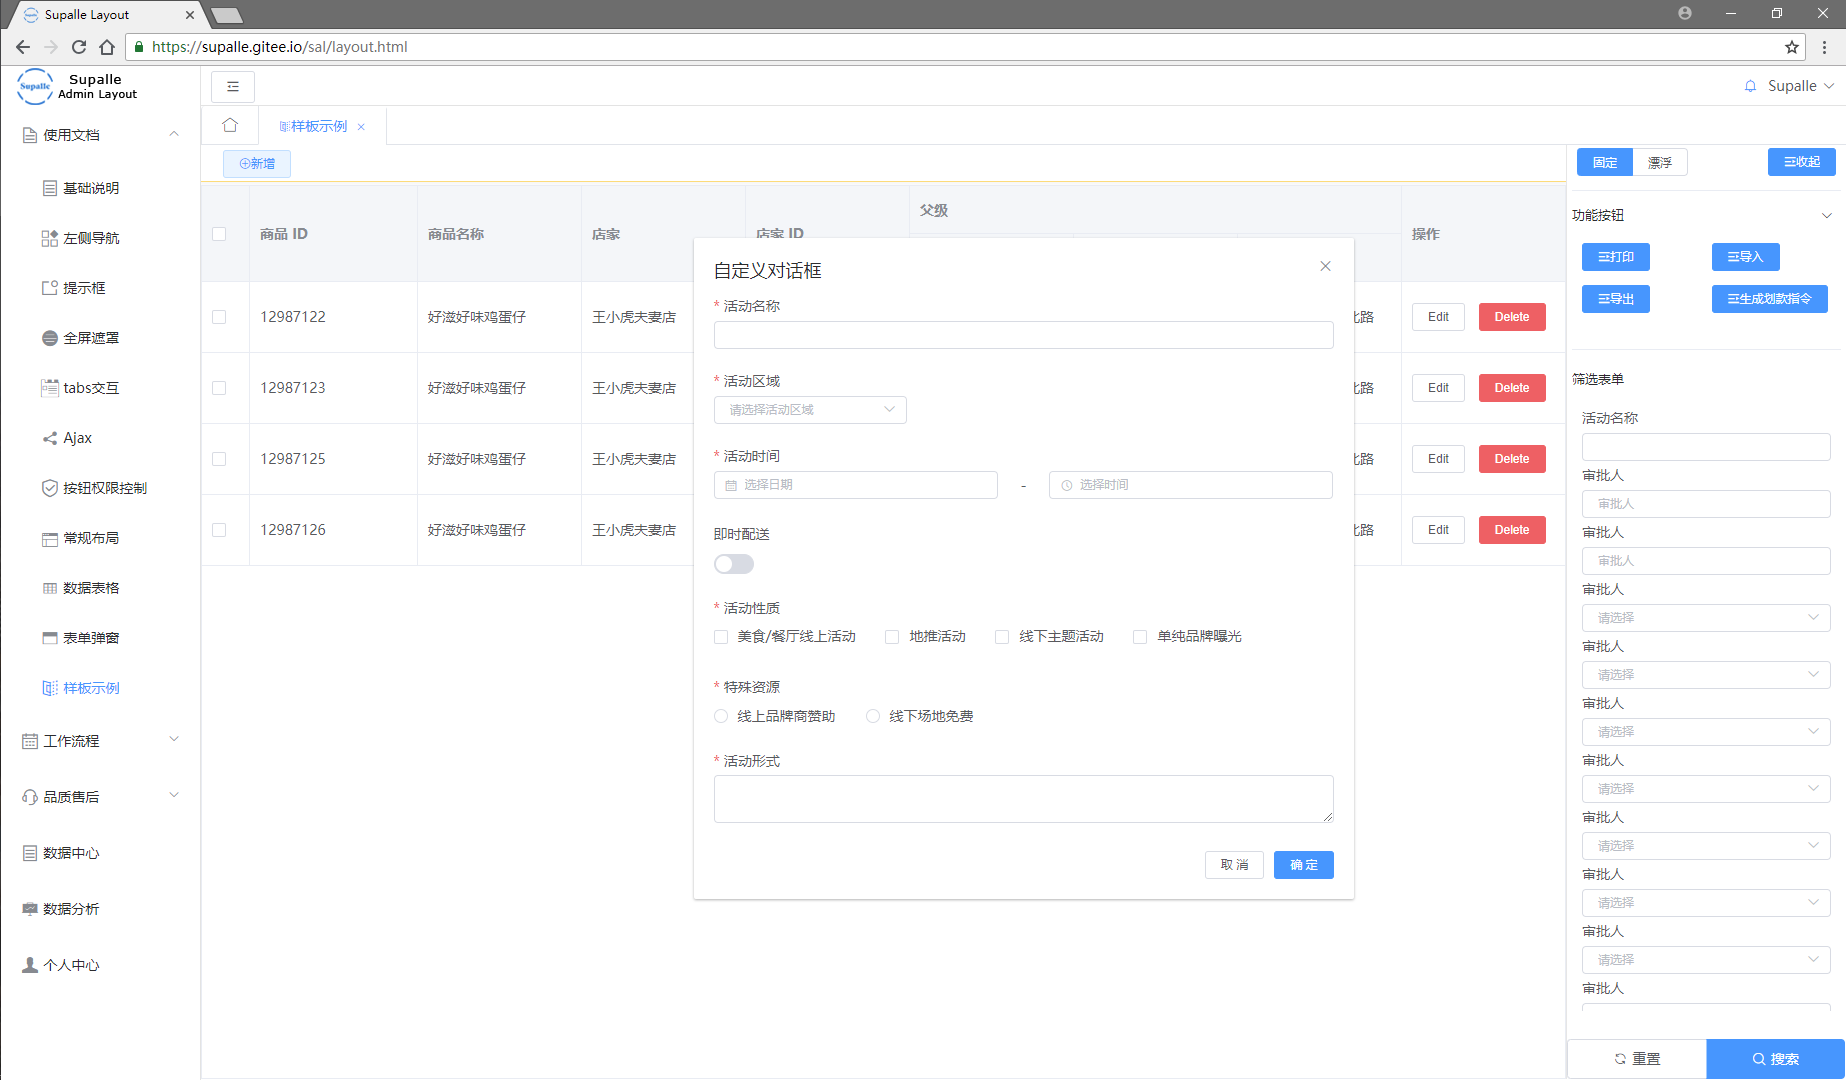 Supalle Layout
https://supalle.gitee.io/sal/layout.html
Supalle
Supalle
Admin Layout
Supalle
使用文档
基础说明
左侧导航
提示框
全屏遮罩
tabs交互
Ajax
按钮权限控制
常规布局
数据表格
表单弹窗
样板示例
工作流程
品质售后
数据中心
数据分析
个人中心
样板示例
新增
商品 ID 商品名称 店家 店家 ID 父级 操作
12987122 好滋好味鸡蛋仔 王小虎夫妻店 北路 Edit Delete
12987123 好滋好味鸡蛋仔 王小虎夫妻店 北路 Edit Delete
12987125 好滋好味鸡蛋仔 王小虎夫妻店 北路 Edit Delete
12987126 好滋好味鸡蛋仔 王小虎夫妻店 北路 Edit Delete
自定义对话框
* 活动名称
* 活动区域
请选择活动区域
* 活动时间
选择日期 - 选择时间
即时配送
* 活动性质
美食/餐厅线上活动 地推活动 线下主题活动 单纯品牌曝光
* 特殊资源
线上品牌商赞助 线下场地免费
* 活动形式
取 消 确 定
固定 漂浮 收起
功能按钮
打印 导入
导出 生成划款指令
筛选表单
活动名称
审批人
审批人
审批人
审批人
审批人
请选择
审批人
请选择
审批人
请选择
审批人
请选择
审批人
请选择
审批人
请选择
审批人
请选择
审批人
重置 搜索